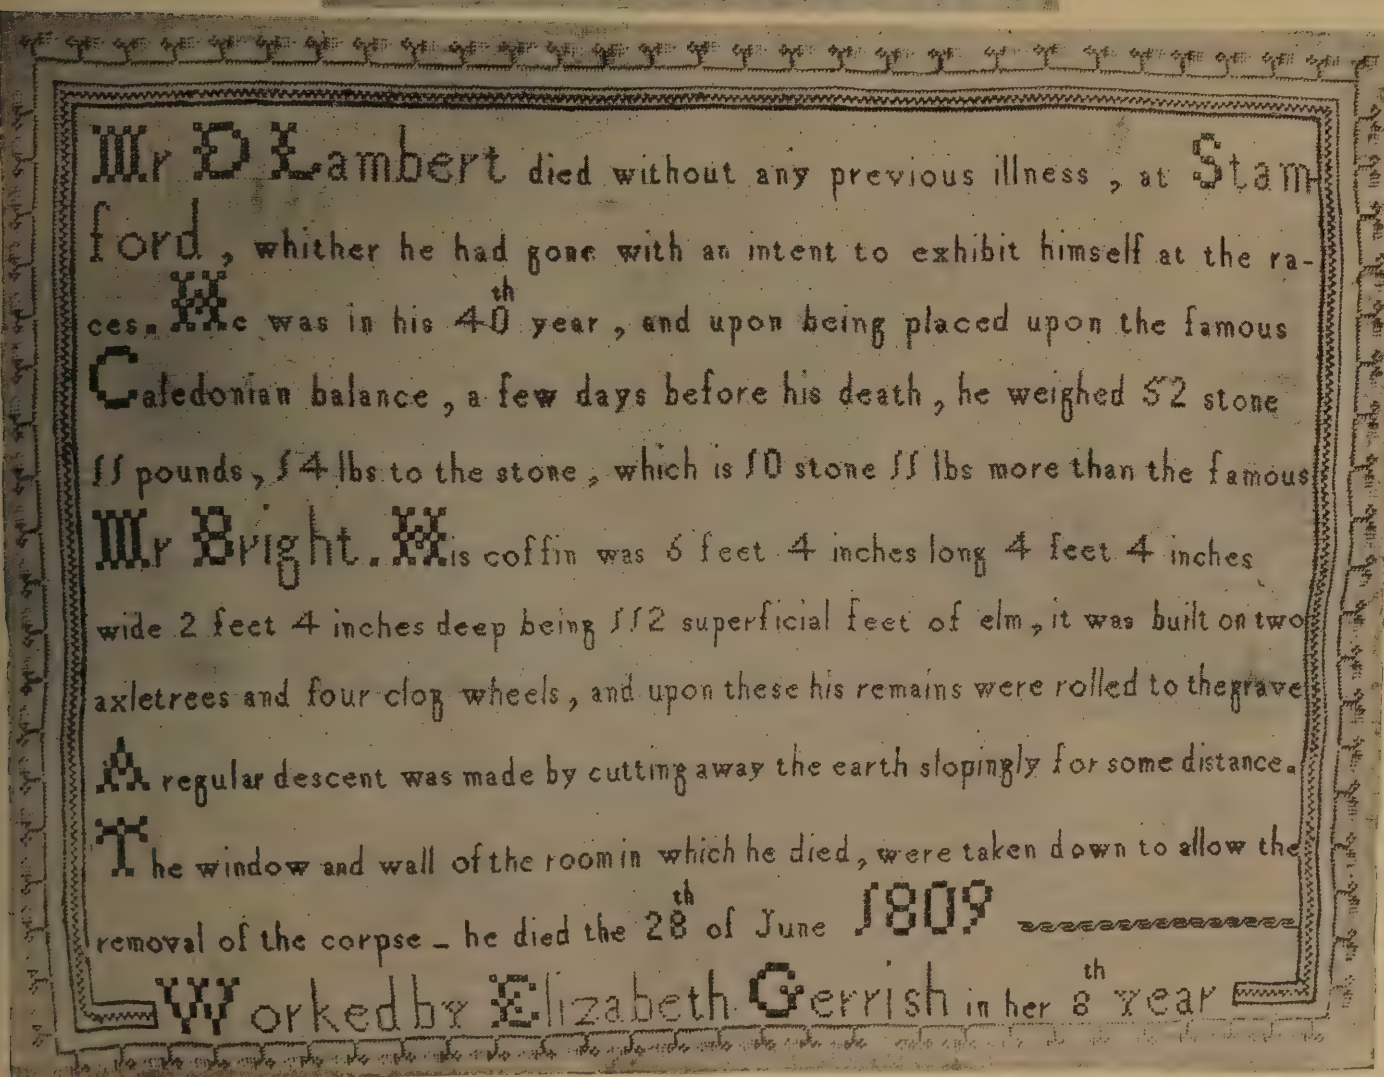 Mr D Lambert died without any previous illness, at Stam-
ford, whither he had gone with an intent to exhibit himself at the ra-
ces. He was in his 40th year, and upon being placed upon the famous
Caledonian balance, a few days before his death, he weighed 52 stone
11 pounds, 14 lbs to the stone, which is 10 stone 11 lbs more than the famous
Mr Bright. His coffin was 6 feet 4 inches long 4 feet 4 inches
wide 2 feet 4 inches deep being 112 superficial feet of elm, it was built on two
axletrees and four clog wheels, and upon these his remains were rolled to the grave
A regular descent was made by cutting away the earth slopingly for some distance.
The window and wall of the room in which he died, were taken down to allow the
removal of the corpse - he died the 28th of June 1809
Worked by Elizabeth Gerrish in her 8th Year